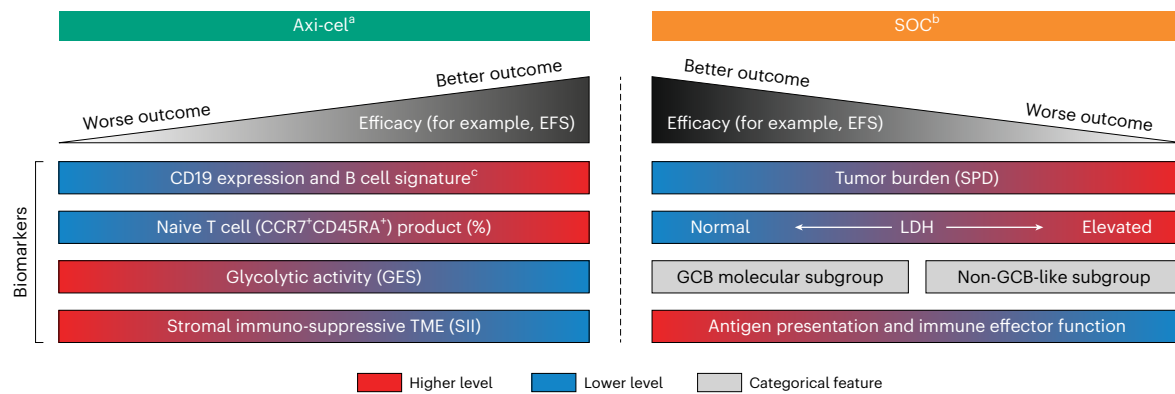 Axi-celᵃ
Worse outcome
Better outcome
Efficacy (for example, EFS)
Biomarkers
CD19 expression and B cell signatureᶜ
Naive T cell (CCR7⁺CD45RA⁺) product (%)
Glycolytic activity (GES)
Stromal immuno-suppressive TME (SII)
SOCᵇ
Better outcome
Worse outcome
Efficacy (for example, EFS)
Tumor burden (SPD)
Normal LDH Elevated
GCB molecular subgroup
Non-GCB-like subgroup
Antigen presentation and immune effector function
Higher level
Lower level
Categorical feature